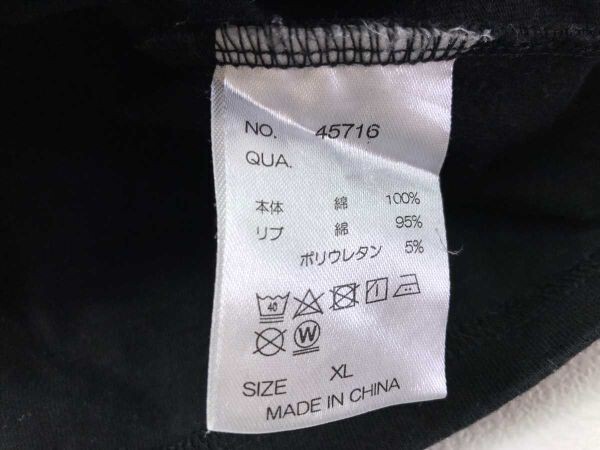 NO. 45716
QUA.
本体 綿 100%
リブ 綿 95%
ポリウレタン 5%
40
W
SIZE XL
MADE IN CHINA